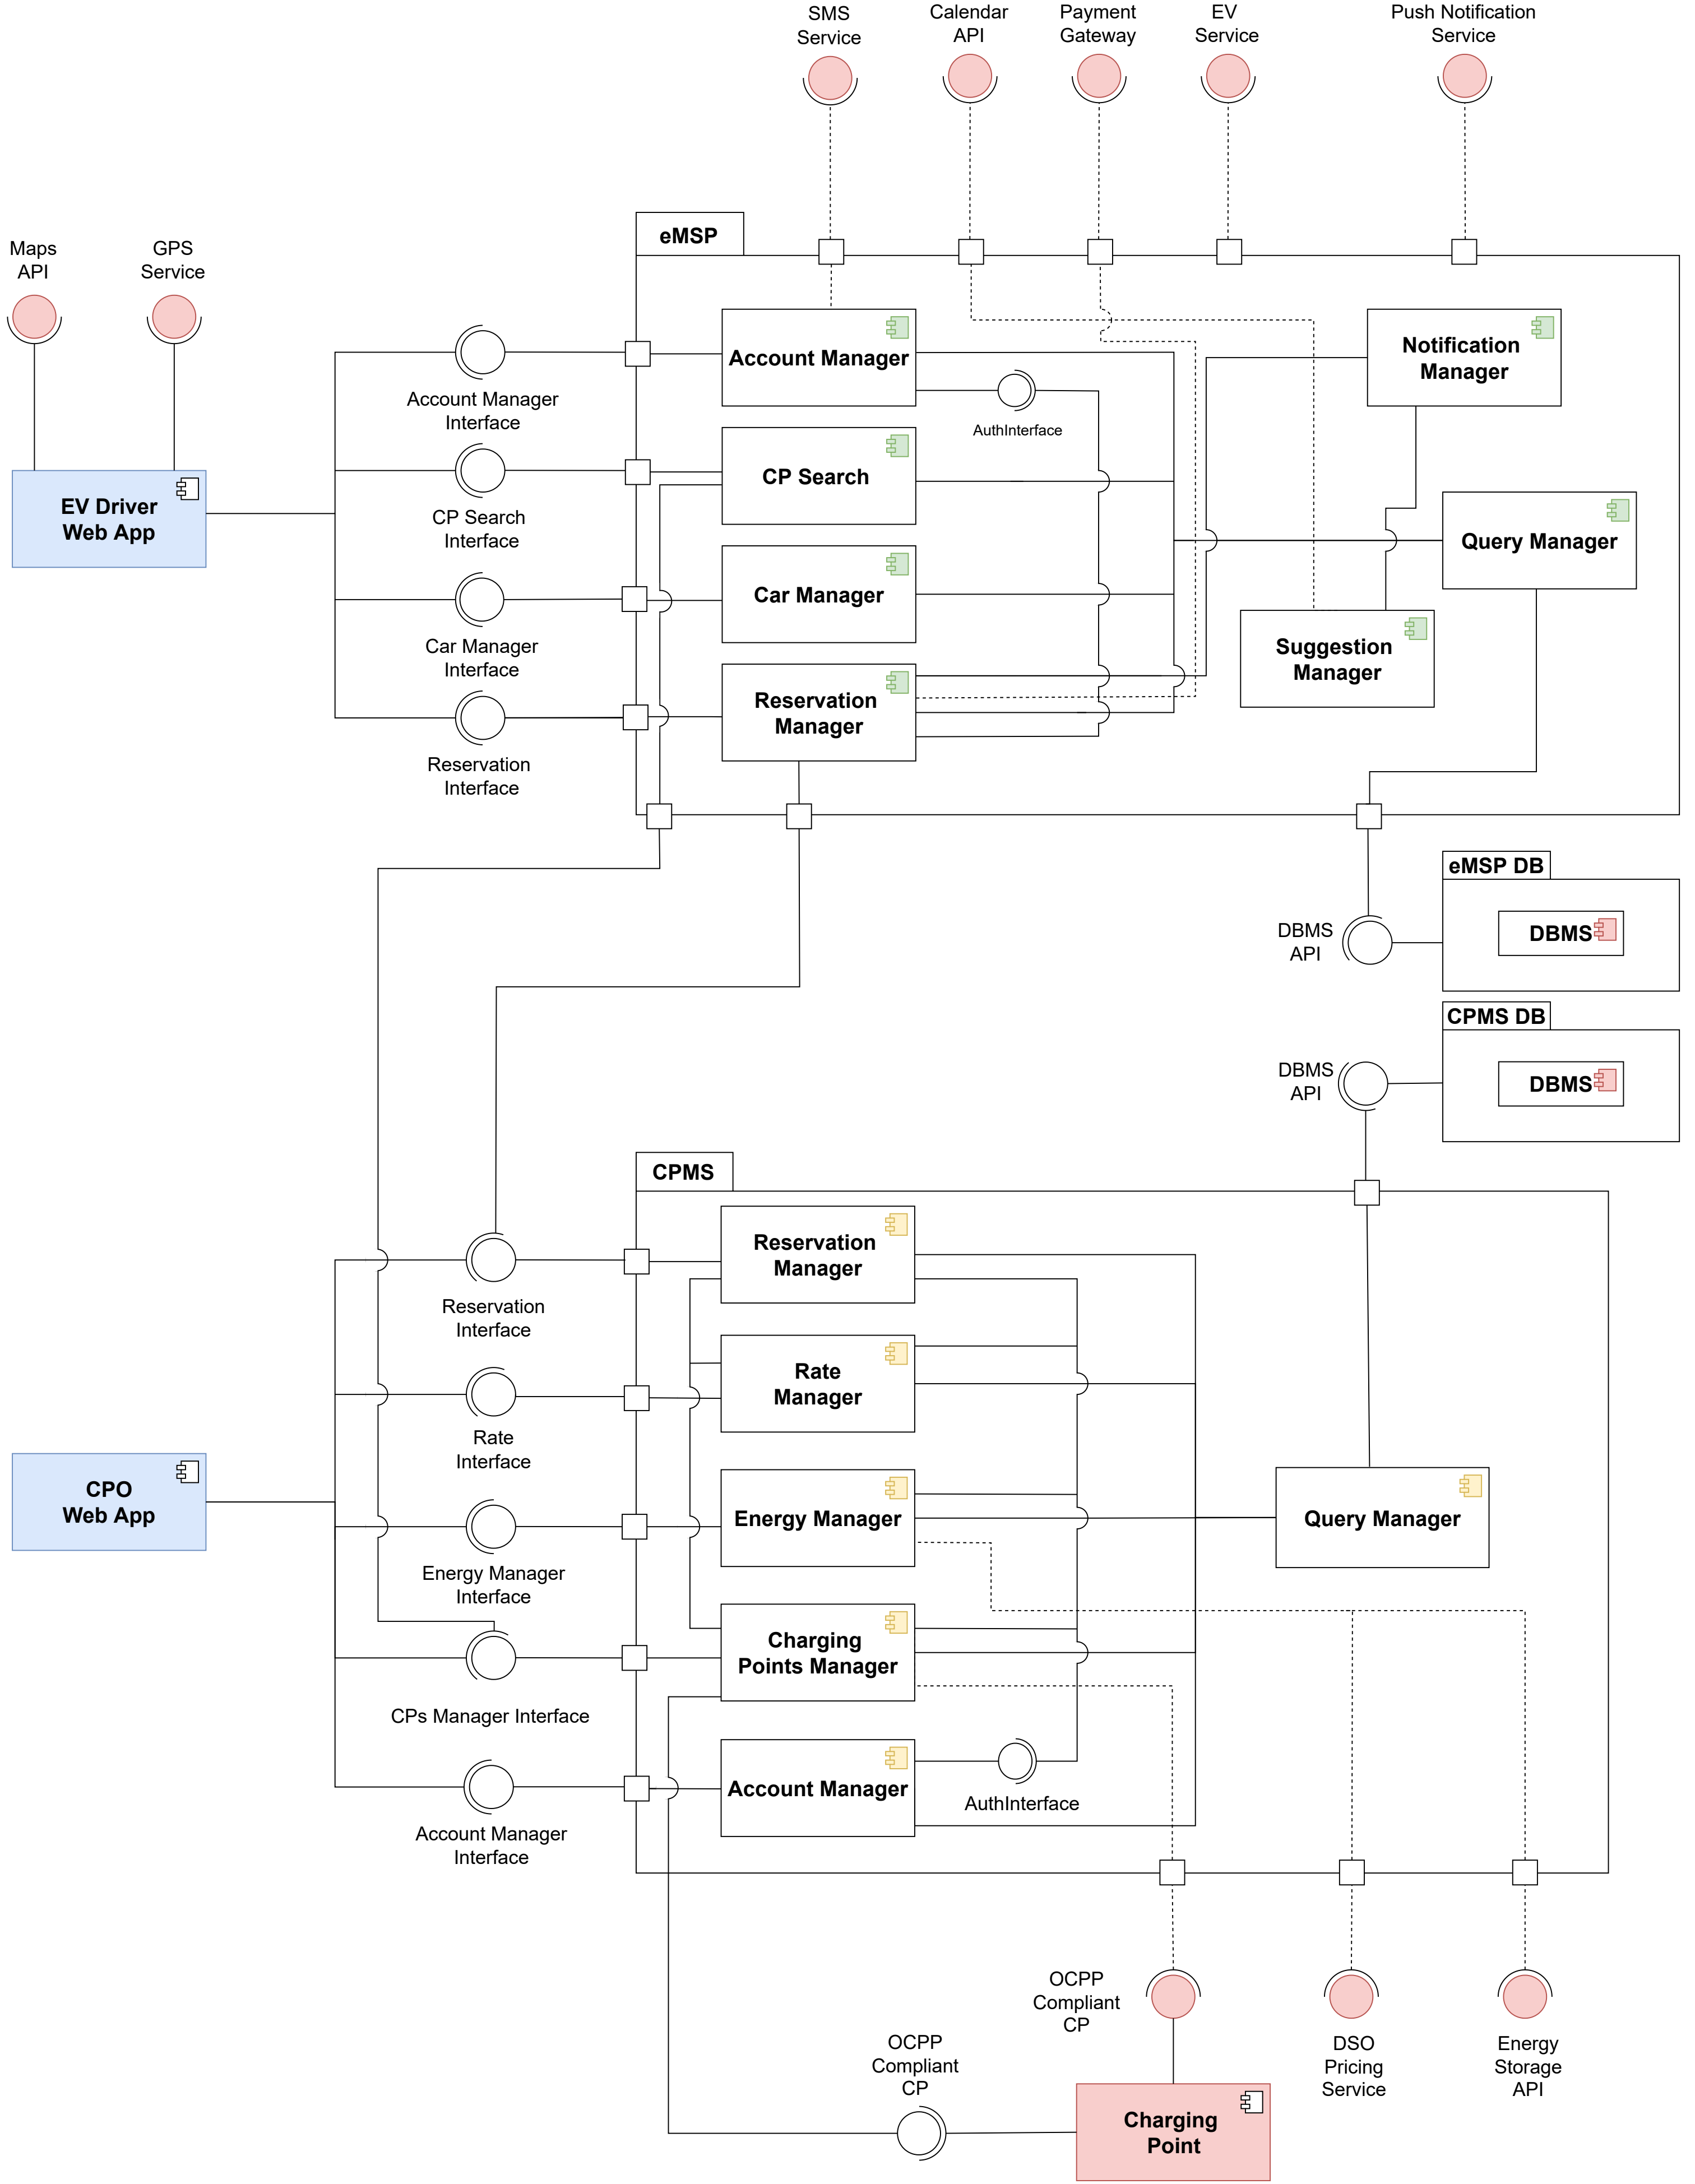 SMS
Service
Calendar
API
Payment
Gateway
EV
Service
Push Notification
Service
Maps
API
GPS
Service
eMSP
Account Manager
Interface
CP Search
Interface
Car Manager
Interface
Reservation
Interface
EV Driver
Web App
Account Manager
AuthInterface
CP Search
Car Manager
Reservation
Manager
Notification
Manager
Query Manager
Suggestion
Manager
eMSP DB
DBMS
DBMS
API
CPMS DB
DBMS
DBMS
API
CPMS
Reservation
Interface
Rate
Interface
Energy Manager
Interface
CPs Manager Interface
Account Manager
Interface
CPO
Web App
Reservation
Manager
Rate
Manager
Energy Manager
Charging
Points Manager
Account Manager
AuthInterface
Query Manager
OCPP
Compliant
CP
DSO
Pricing
Service
Energy
Storage
API
OCPP
Compliant
CP
Charging
Point